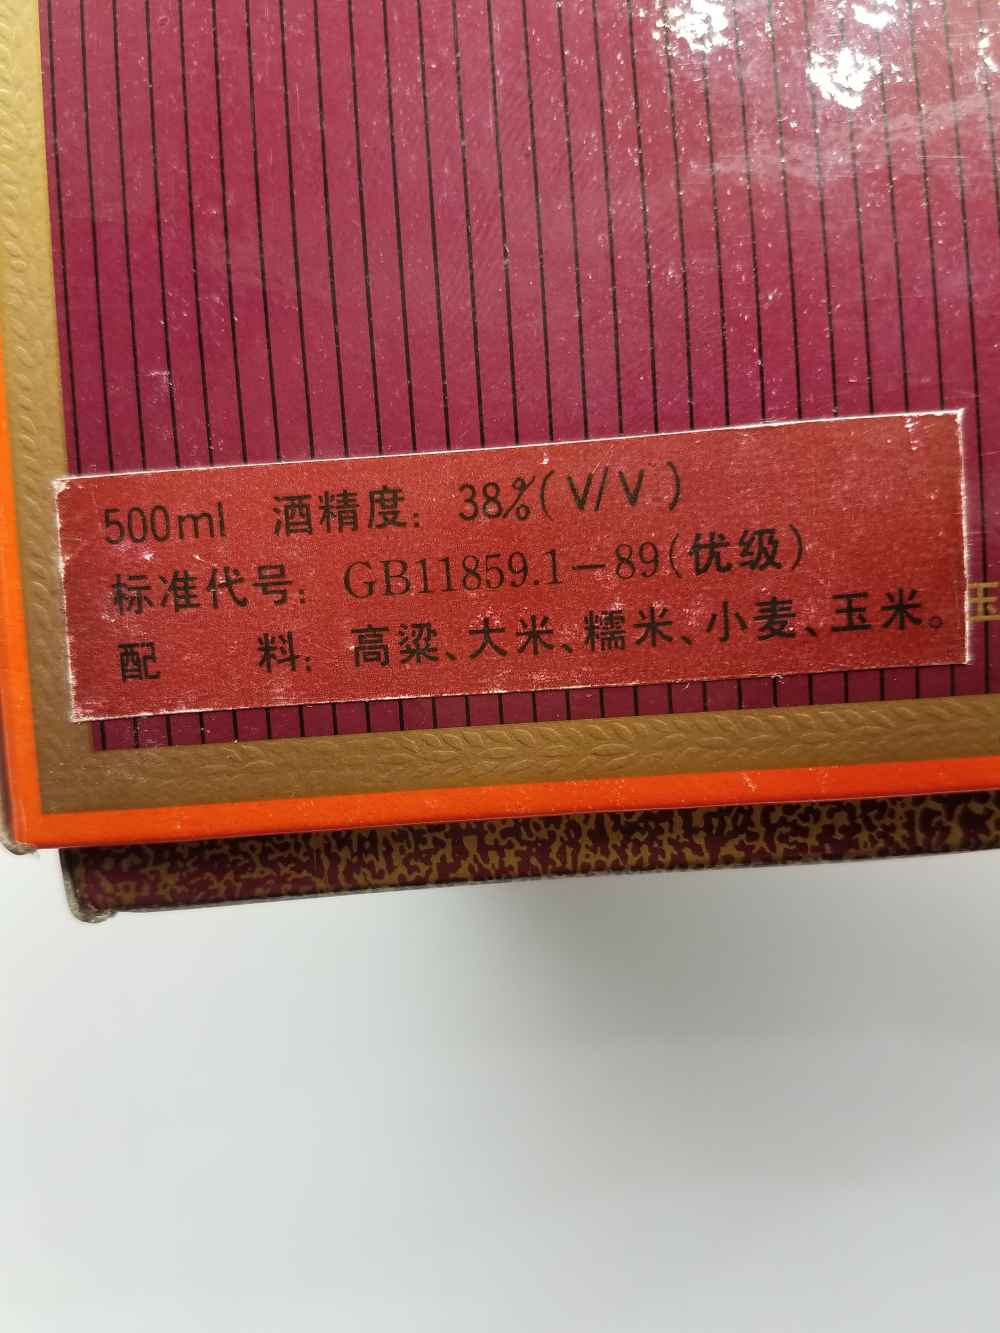 500ml 酒精度：38%(V/V)
标准代号：GB11859.1-89(优级)
配 料：高粱、大米、糯米、小麦、玉米。